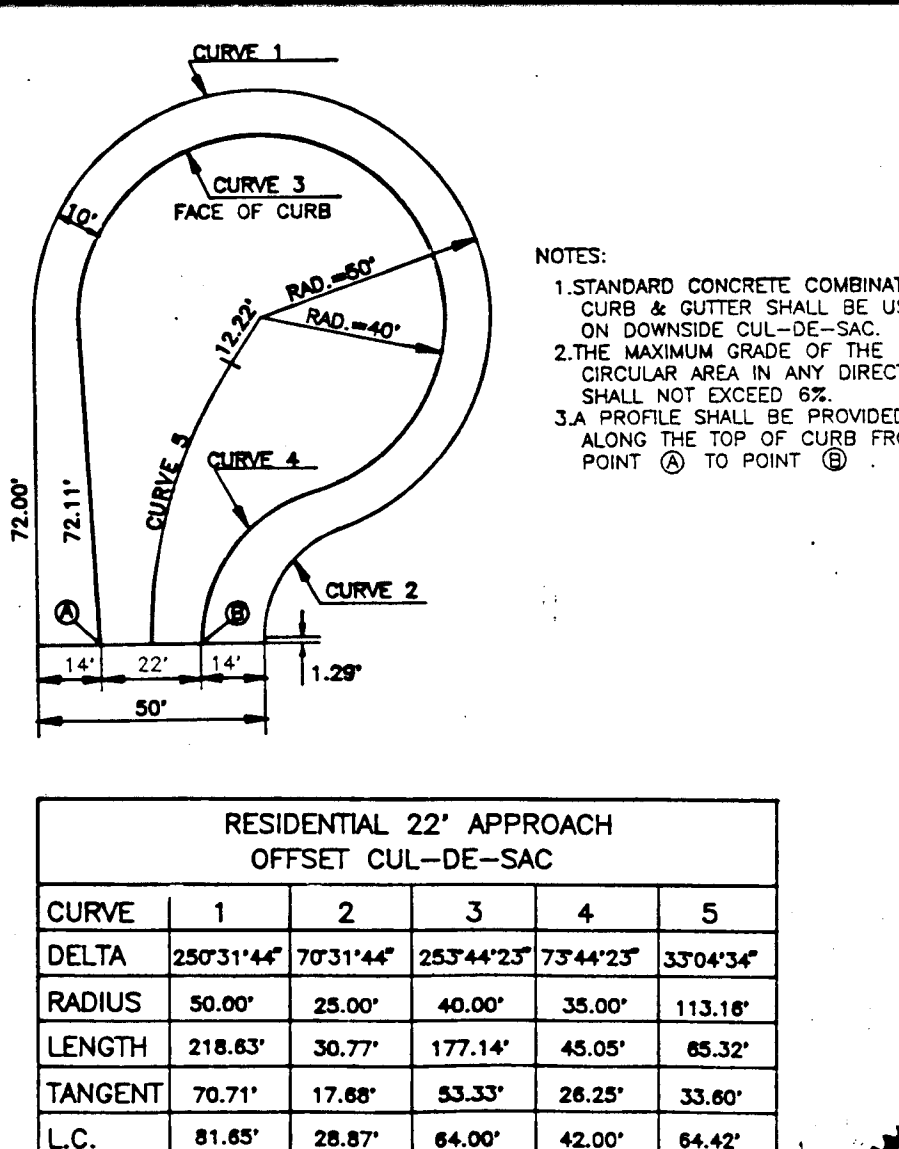 CURVE 1
CURVE 3
FACE OF CURB
10'
RAD.=50'
RAD.=40'
12.22'
CURVE 5
CURVE 4
72.00'
72.11'
CURVE 2
A
B
14'
22'
14'
1.29'
50'
NOTES:
1.STANDARD CONCRETE COMBINAT
CURB & GUTTER SHALL BE US
ON DOWNSIDE CUL-DE-SAC.
2.THE MAXIMUM GRADE OF THE
CIRCULAR AREA IN ANY DIRECT
SHALL NOT EXCEED 6%.
3.A PROFILE SHALL BE PROVIDED
ALONG THE TOP OF CURB FRO
POINT Ⓐ TO POINT Ⓑ .
RESIDENTIAL 22' APPROACH
OFFSET CUL-DE-SAC
CURVE 1 2 3 4 5
DELTA 250°31'44" 70°31'44" 253°44'23" 73°44'23" 33°04'34"
RADIUS 50.00' 25.00' 40.00' 35.00' 113.16'
LENGTH 218.63' 30.77' 177.14' 45.05' 65.32'
TANGENT 70.71' 17.68' 53.33' 26.25' 33.60'
L.C. 81.65' 28.87' 64.00' 42.00' 64.42'